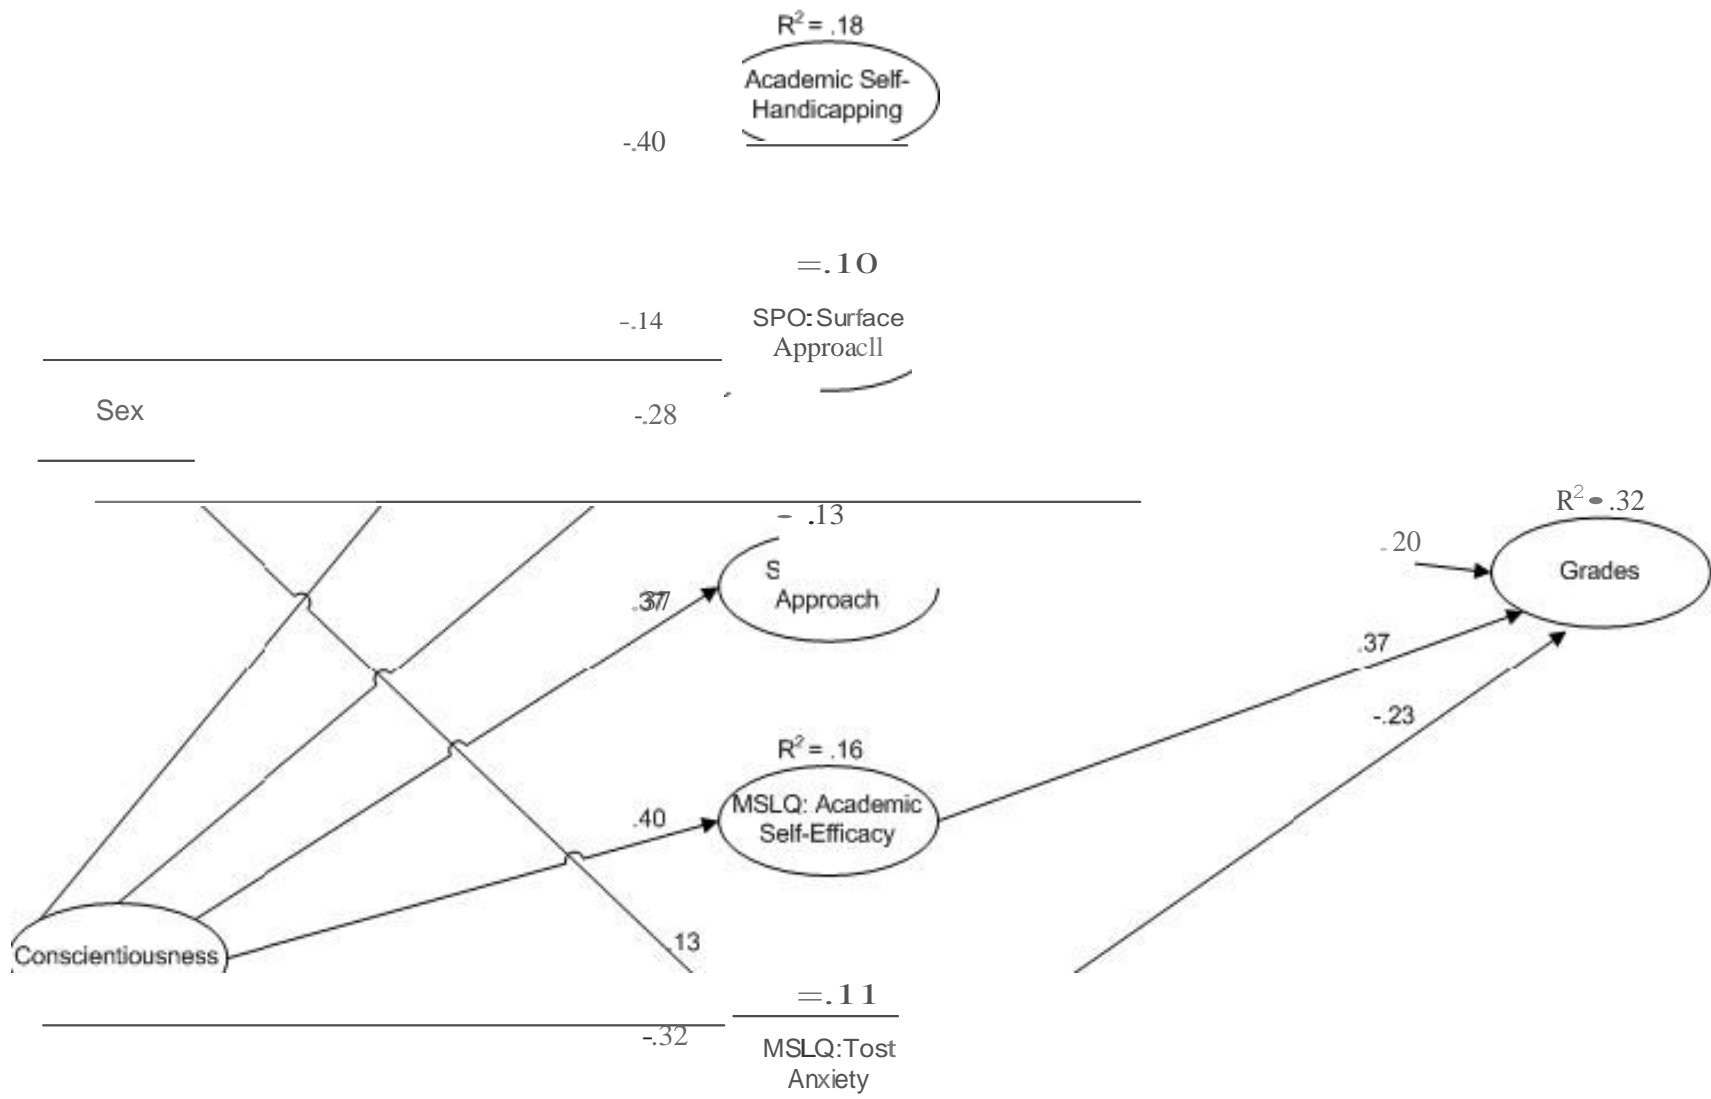 R² = .18
Academic Self-
Handicapping
-.40
=.10
-.14
SPO:Surface
Approacll
Sex
-.28
- .13
R² • .32
-20
Grades
S
Approach
.37
.37
-.23
R² = .16
MSLQ: Academic
Self-Efficacy
.40
.13
Conscientiousness
=.11
-.32
MSLQ:Tost
Anxiety